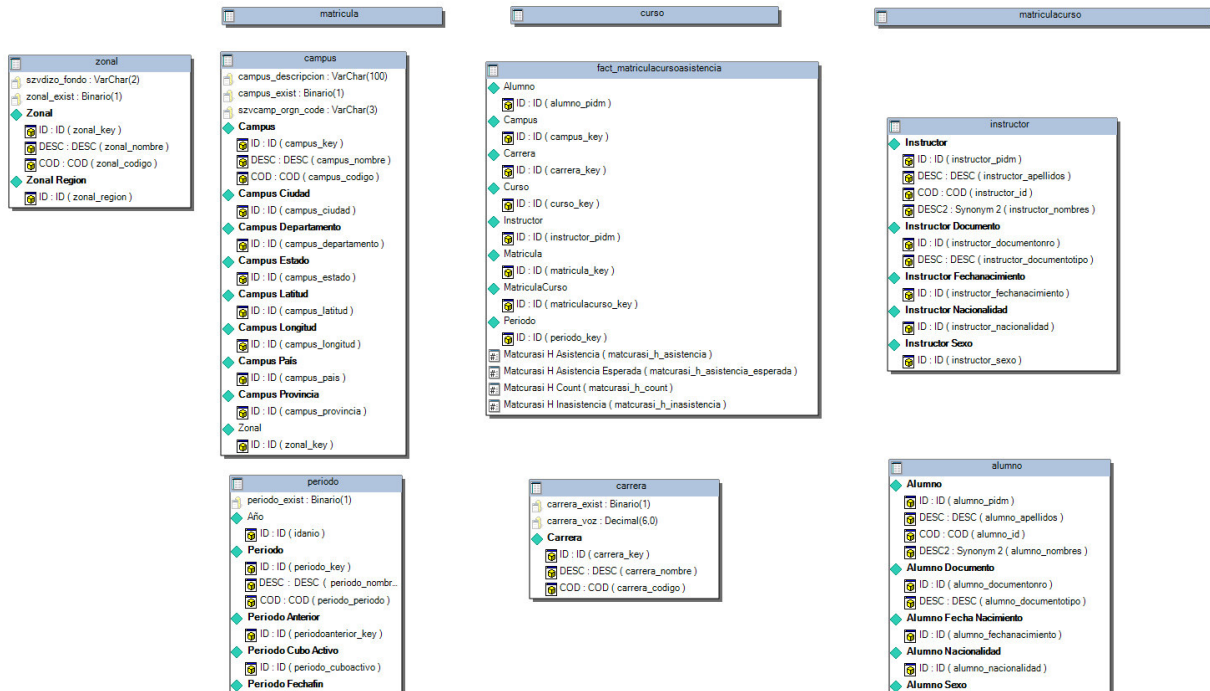 matricula
curso
matriculacurso
zonal
szvdizo_fondo : VarChar(2)
zonal_exist : Binario(1)
Zonal
ID : ID ( zonal_key )
DESC : DESC ( zonal_nombre )
COD : COD ( zonal_codigo )
Zonal Region
ID : ID ( zonal_region )
campus
campus_descripcion : VarChar(100)
campus_exist : Binario(1)
szvcamp_orgn_code : VarChar(3)
Campus
ID : ID ( campus_key )
DESC : DESC ( campus_nombre )
COD : COD ( campus_codigo )
Campus Ciudad
ID : ID ( campus_ciudad )
Campus Departamento
ID : ID ( campus_departamento )
Campus Estado
ID : ID ( campus_estado )
Campus Latitud
ID : ID ( campus_latitud )
Campus Longitud
ID : ID ( campus_longitud )
Campus País
ID : ID ( campus_pais )
Campus Provincia
ID : ID ( campus_provincia )
Zonal
ID : ID ( zonal_key )
fact_matriculacursoasistencia
Alumno
ID : ID ( alumno_pidm )
Campus
ID : ID ( campus_key )
Carrera
ID : ID ( carrera_key )
Curso
ID : ID ( curso_key )
Instructor
ID : ID ( instructor_pidm )
Matricula
ID : ID ( matricula_key )
MatriculaCurso
ID : ID ( matriculacurso_key )
Periodo
ID : ID ( periodo_key )
Matcurasi H Asistencia ( matcurasi_h_asistencia )
Matcurasi H Asistencia Esperada ( matcurasi_h_asistencia_esperada )
Matcurasi H Count ( matcurasi_h_count )
Matcurasi H Inasistencia ( matcurasi_h_inasistencia )
instructor
Instructor
ID : ID ( instructor_pidm )
DESC : DESC ( instructor_apellidos )
COD : COD ( instructor_id )
DESC2 : Synonym 2 ( instructor_nombres )
Instructor Documento
ID : ID ( instructor_documentonro )
DESC : DESC ( instructor_documentotipo )
Instructor Fechanacimiento
ID : ID ( instructor_fechanacimiento )
Instructor Nacionalidad
ID : ID ( instructor_nacionalidad )
Instructor Sexo
ID : ID ( instructor_sexo )
periodo
periodo_exist : Binario(1)
Año
ID : ID ( idanio )
Periodo
ID : ID ( periodo_key )
DESC : DESC ( periodo_nombr...
COD : COD ( periodo_periodo )
Periodo Anterior
ID : ID ( periodoanterior_key )
Periodo Cubo Activo
ID : ID ( periodo_cuboactivo )
Periodo Fechafin
carrera
carrera_exist : Binario(1)
carrera_voz : Decimal(6,0)
Carrera
ID : ID ( carrera_key )
DESC : DESC ( carrera_nombre )
COD : COD ( carrera_codigo )
alumno
Alumno
ID : ID ( alumno_pidm )
DESC : DESC ( alumno_apellidos )
COD : COD ( alumno_id )
DESC2 : Synonym 2 ( alumno_nombres )
Alumno Documento
ID : ID ( alumno_documentonro )
DESC : DESC ( alumno_documentotipo )
Alumno Fecha Nacimiento
ID : ID ( alumno_fechanacimiento )
Alumno Nacionalidad
ID : ID ( alumno_nacionalidad )
Alumno Sexo